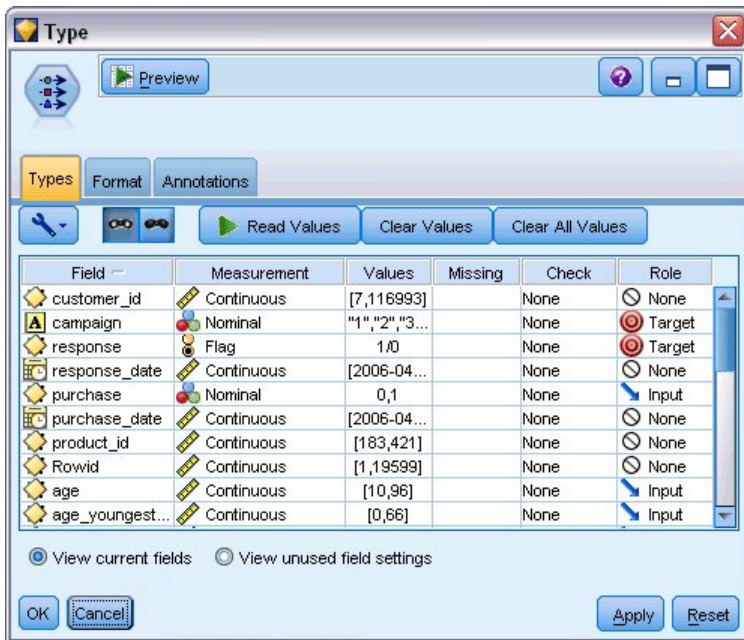 Type
Preview
Types Format Annotations
Read Values Clear Values Clear All Values
Field Measurement Values Missing Check Role
customer_id Continuous [7,116993] None None
A campaign Nominal "1","2","3... None Target
response Flag 1/0 None Target
response_date Continuous [2006-04... None None
purchase Nominal 0,1 None Input
purchase_date Continuous [2006-04... None None
product_id Continuous [183,421] None None
Rowid Continuous [1,19599] None None
age Continuous [10,96] None Input
age_youngest... Continuous [0,66] None Input
View current fields View unused field settings
OK Cancel Apply Reset